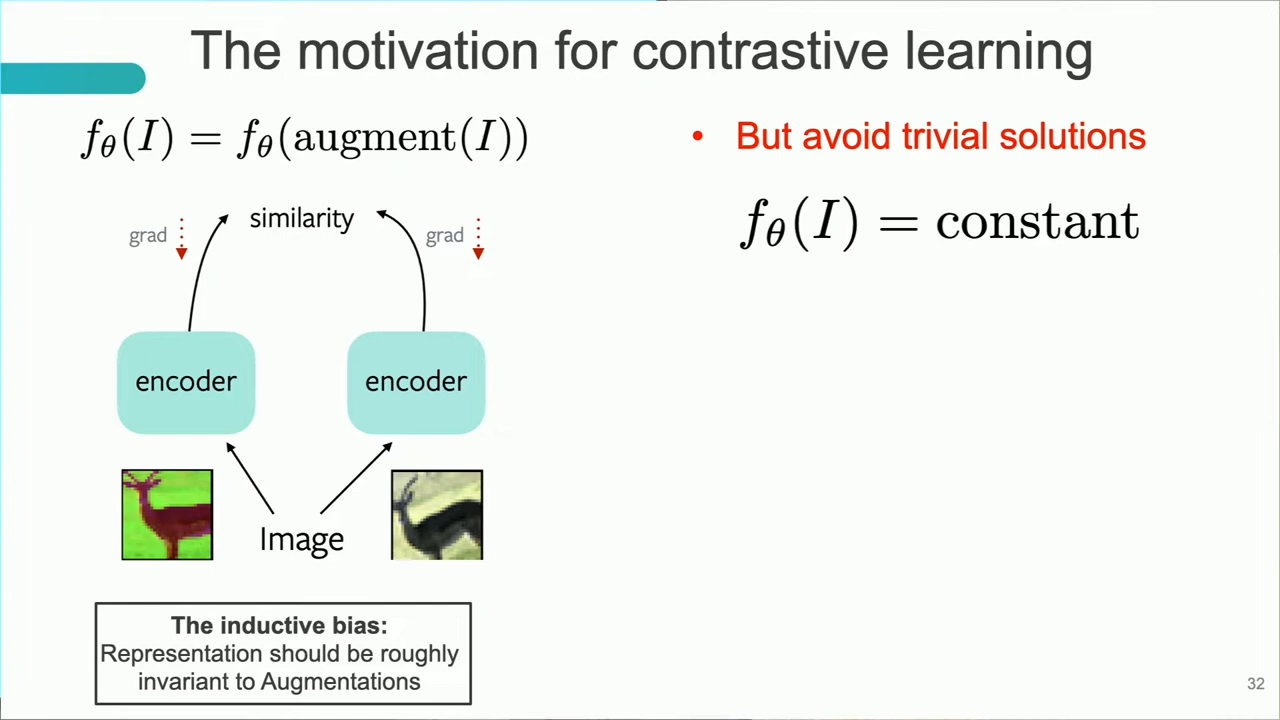 The motivation for contrastive learning
f_θ(I) = f_θ(augment(I))
• But avoid trivial solutions
f_θ(I) = constant
similarity
grad
grad
encoder
encoder
Image
The inductive bias:
Representation should be roughly
invariant to Augmentations
32